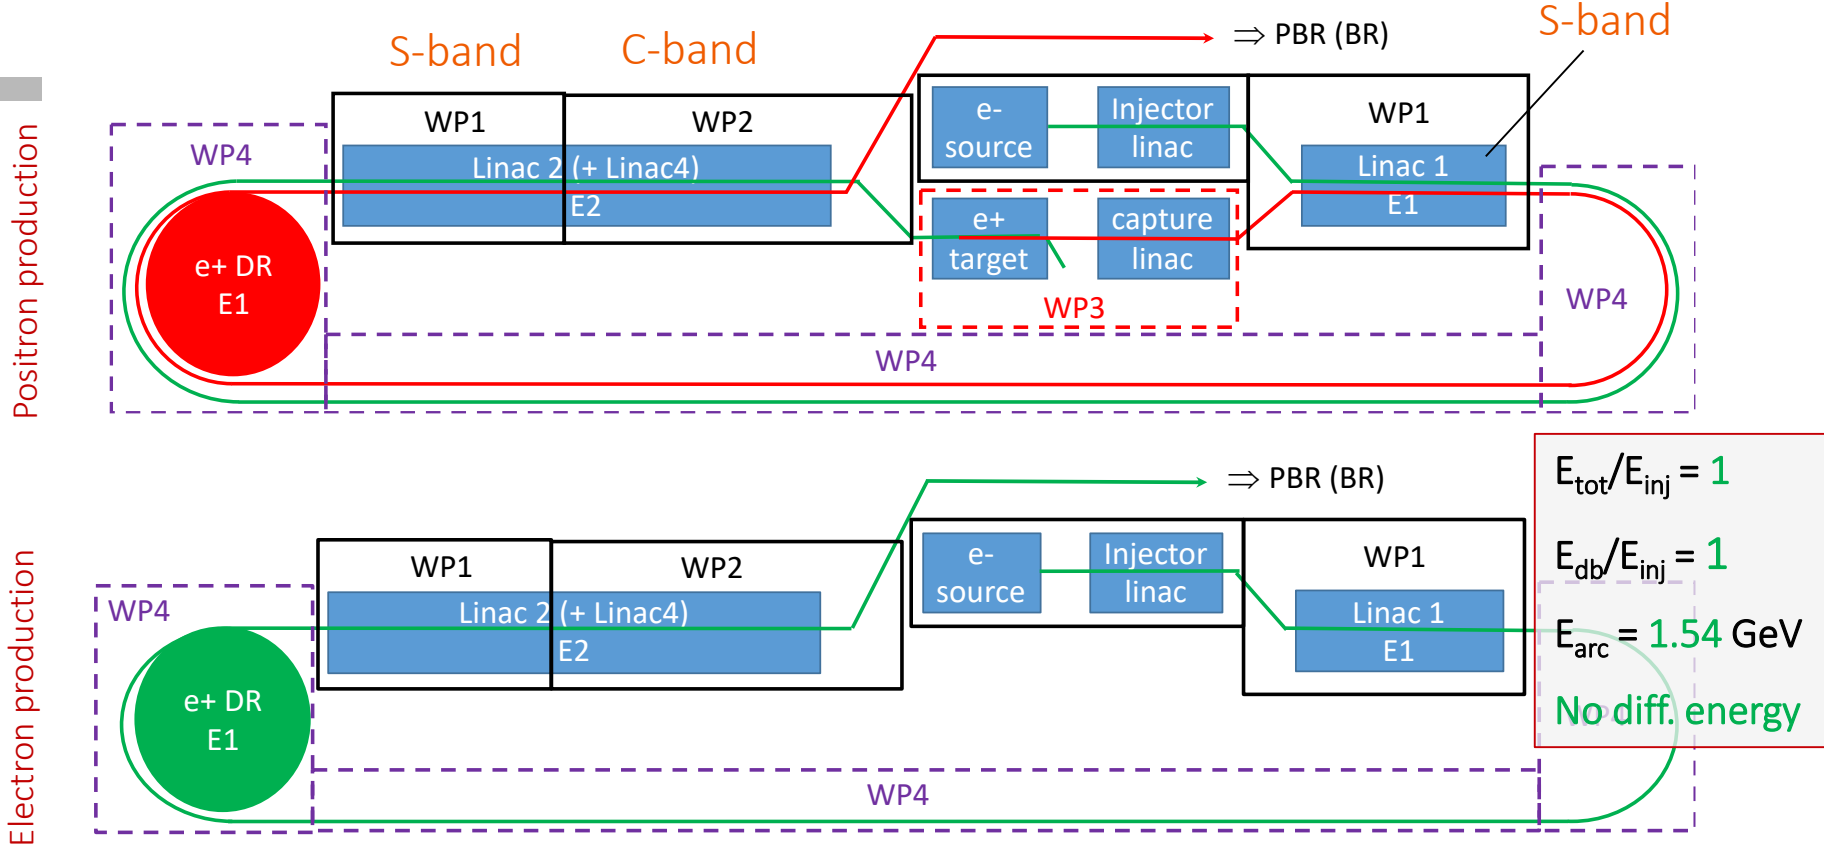 Positron production
S-band
C-band
⇒ PBR (BR)
S-band
WP4
WP1
WP2
Linac 2 (+ Linac4)
E2
e-
source
Injector
linac
WP1
Linac 1
E1
e+
target
capture
linac
WP3
e+ DR
E1
WP4
WP4
Electron production
⇒ PBR (BR)
WP4
WP1
WP2
Linac 2 (+ Linac4)
E2
e-
source
Injector
linac
WP1
Linac 1
E1
e+ DR
E1
WP4
WP4
E_tot/E_inj = 1
E_db/E_inj = 1
E_arc = 1.54 GeV
No diff. energy